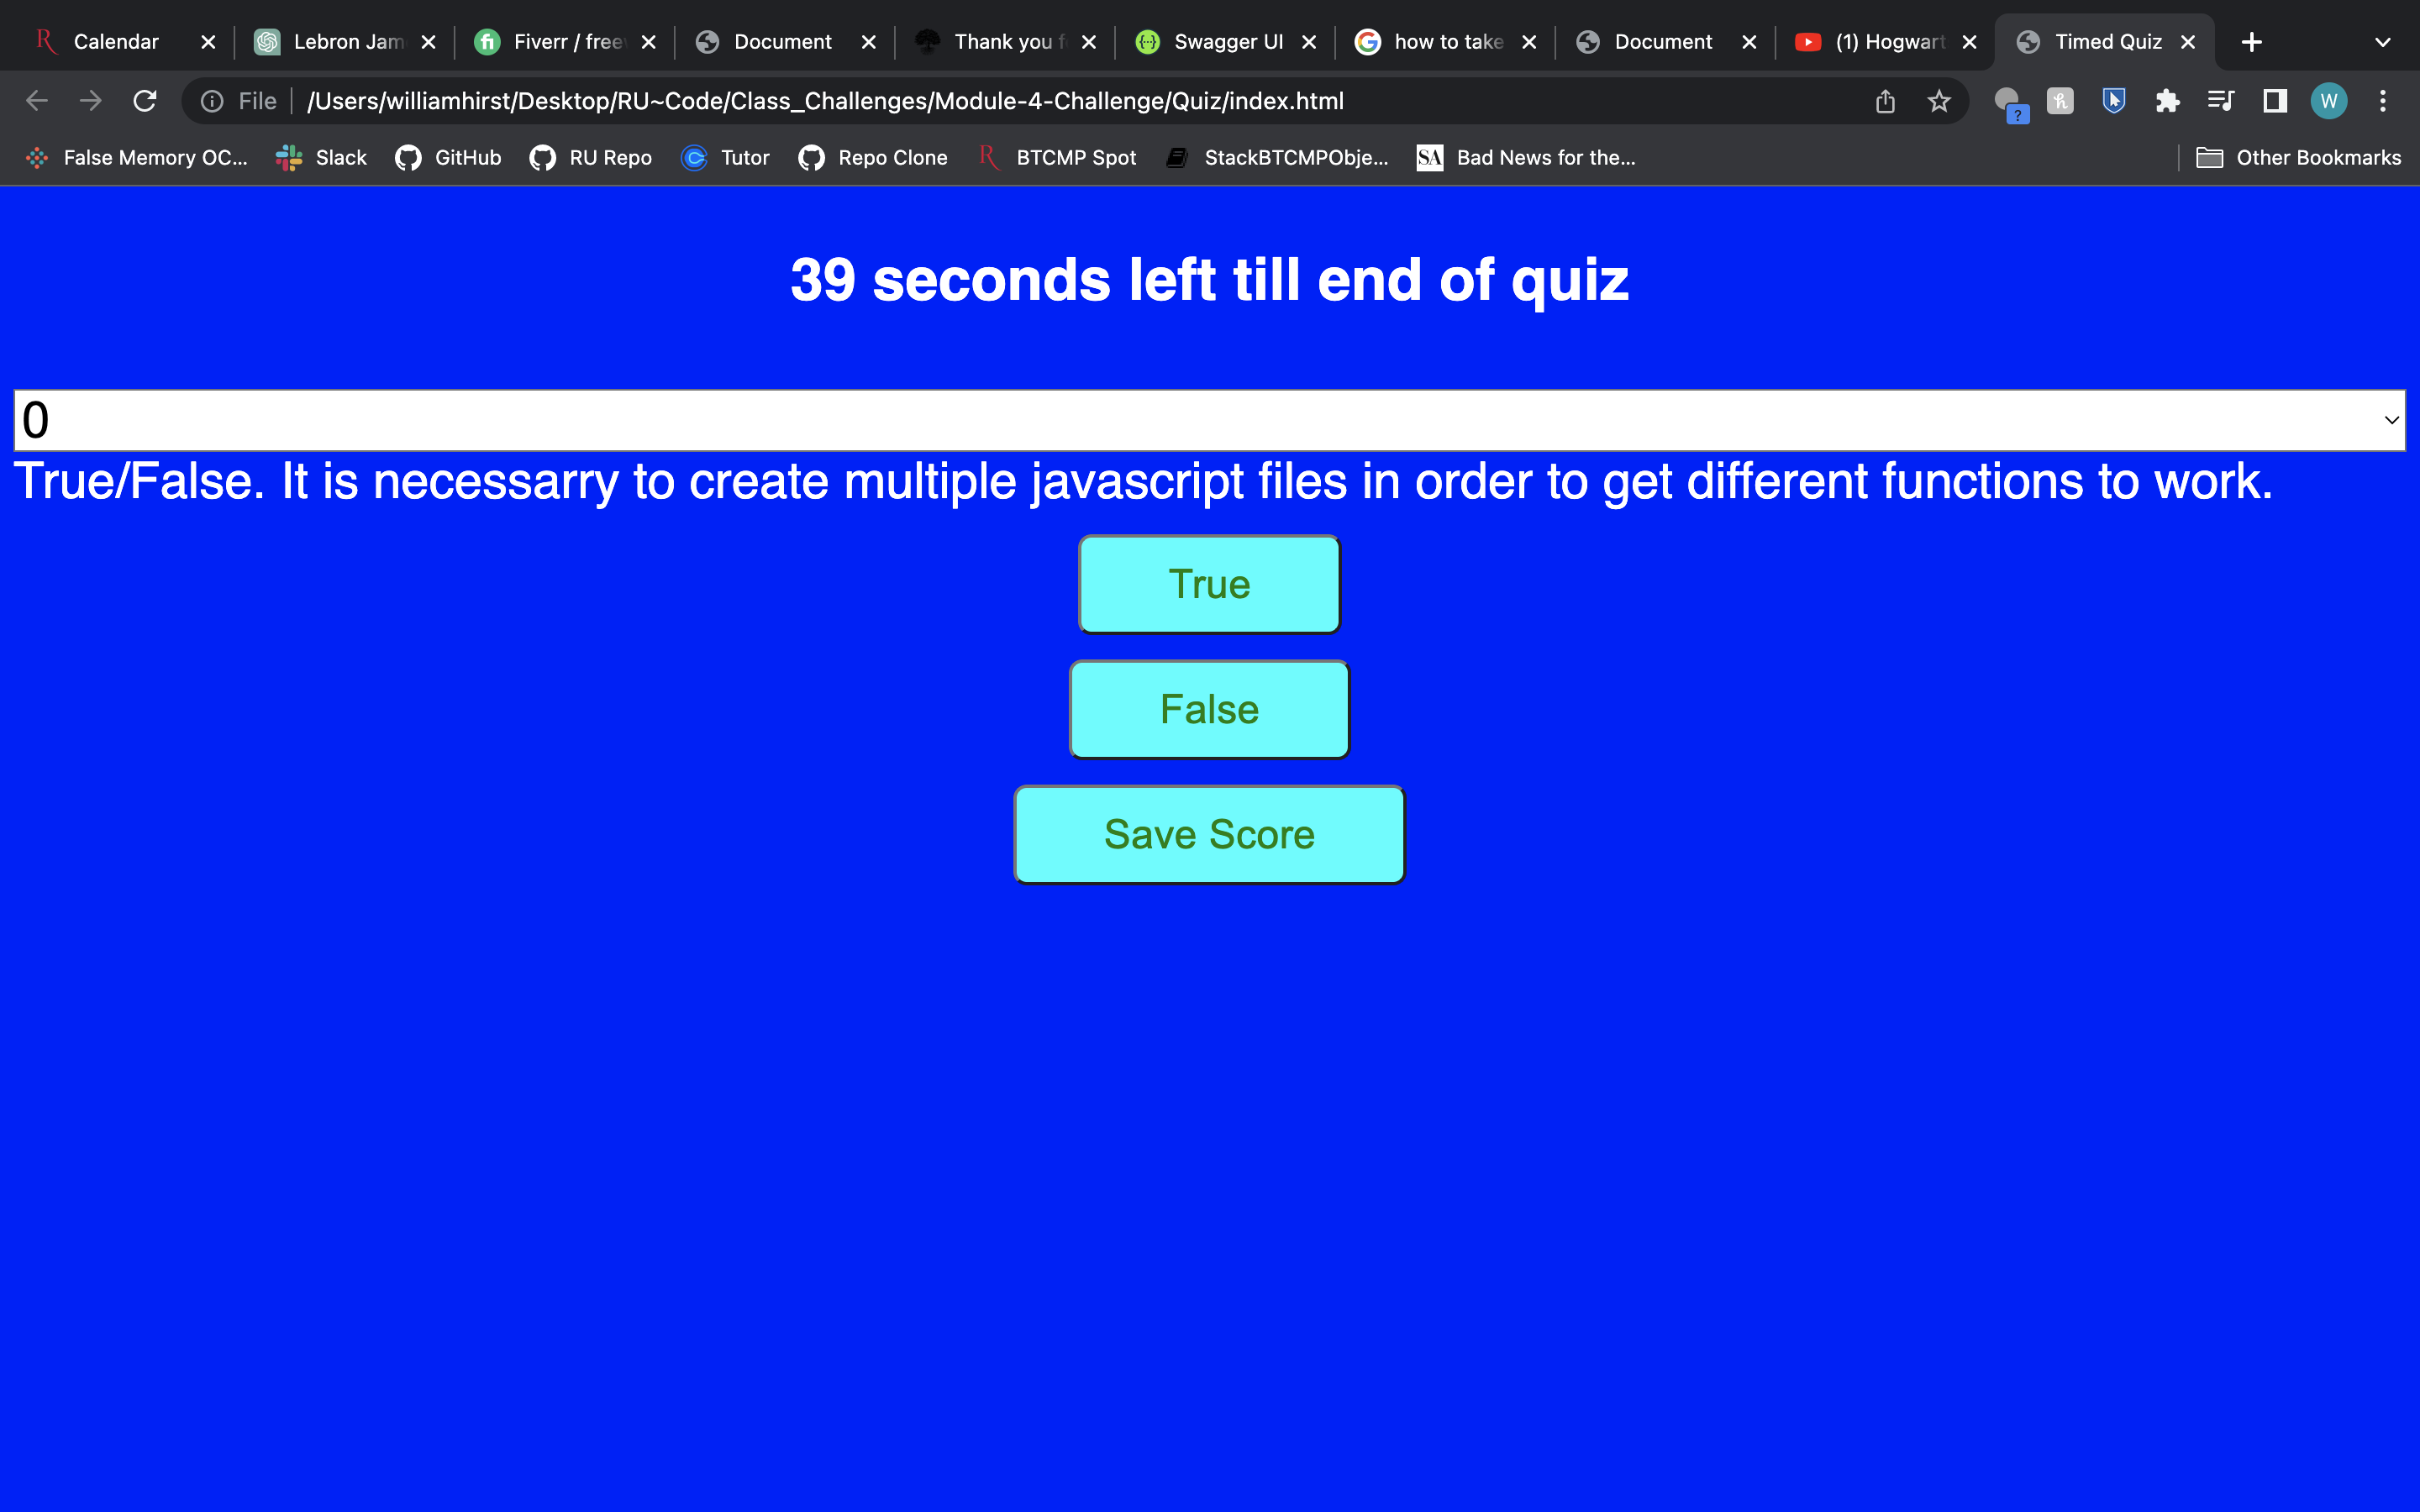 Calendar Lebron Jam Fiverr / free Document Thank you f Swagger UI how to take Document (1) Hogwart Timed Quiz
File /Users/williamhirst/Desktop/RU~Code/Class_Challenges/Module-4-Challenge/Quiz/index.html ? h W
False Memory OC... Slack GitHub RU Repo Tutor Repo Clone BTCMP Spot StackBTCMPObje... SA Bad News for the... Other Bookmarks
39 seconds left till end of quiz
0
True/False. It is necessarry to create multiple javascript files in order to get different functions to work.
True
False
Save Score